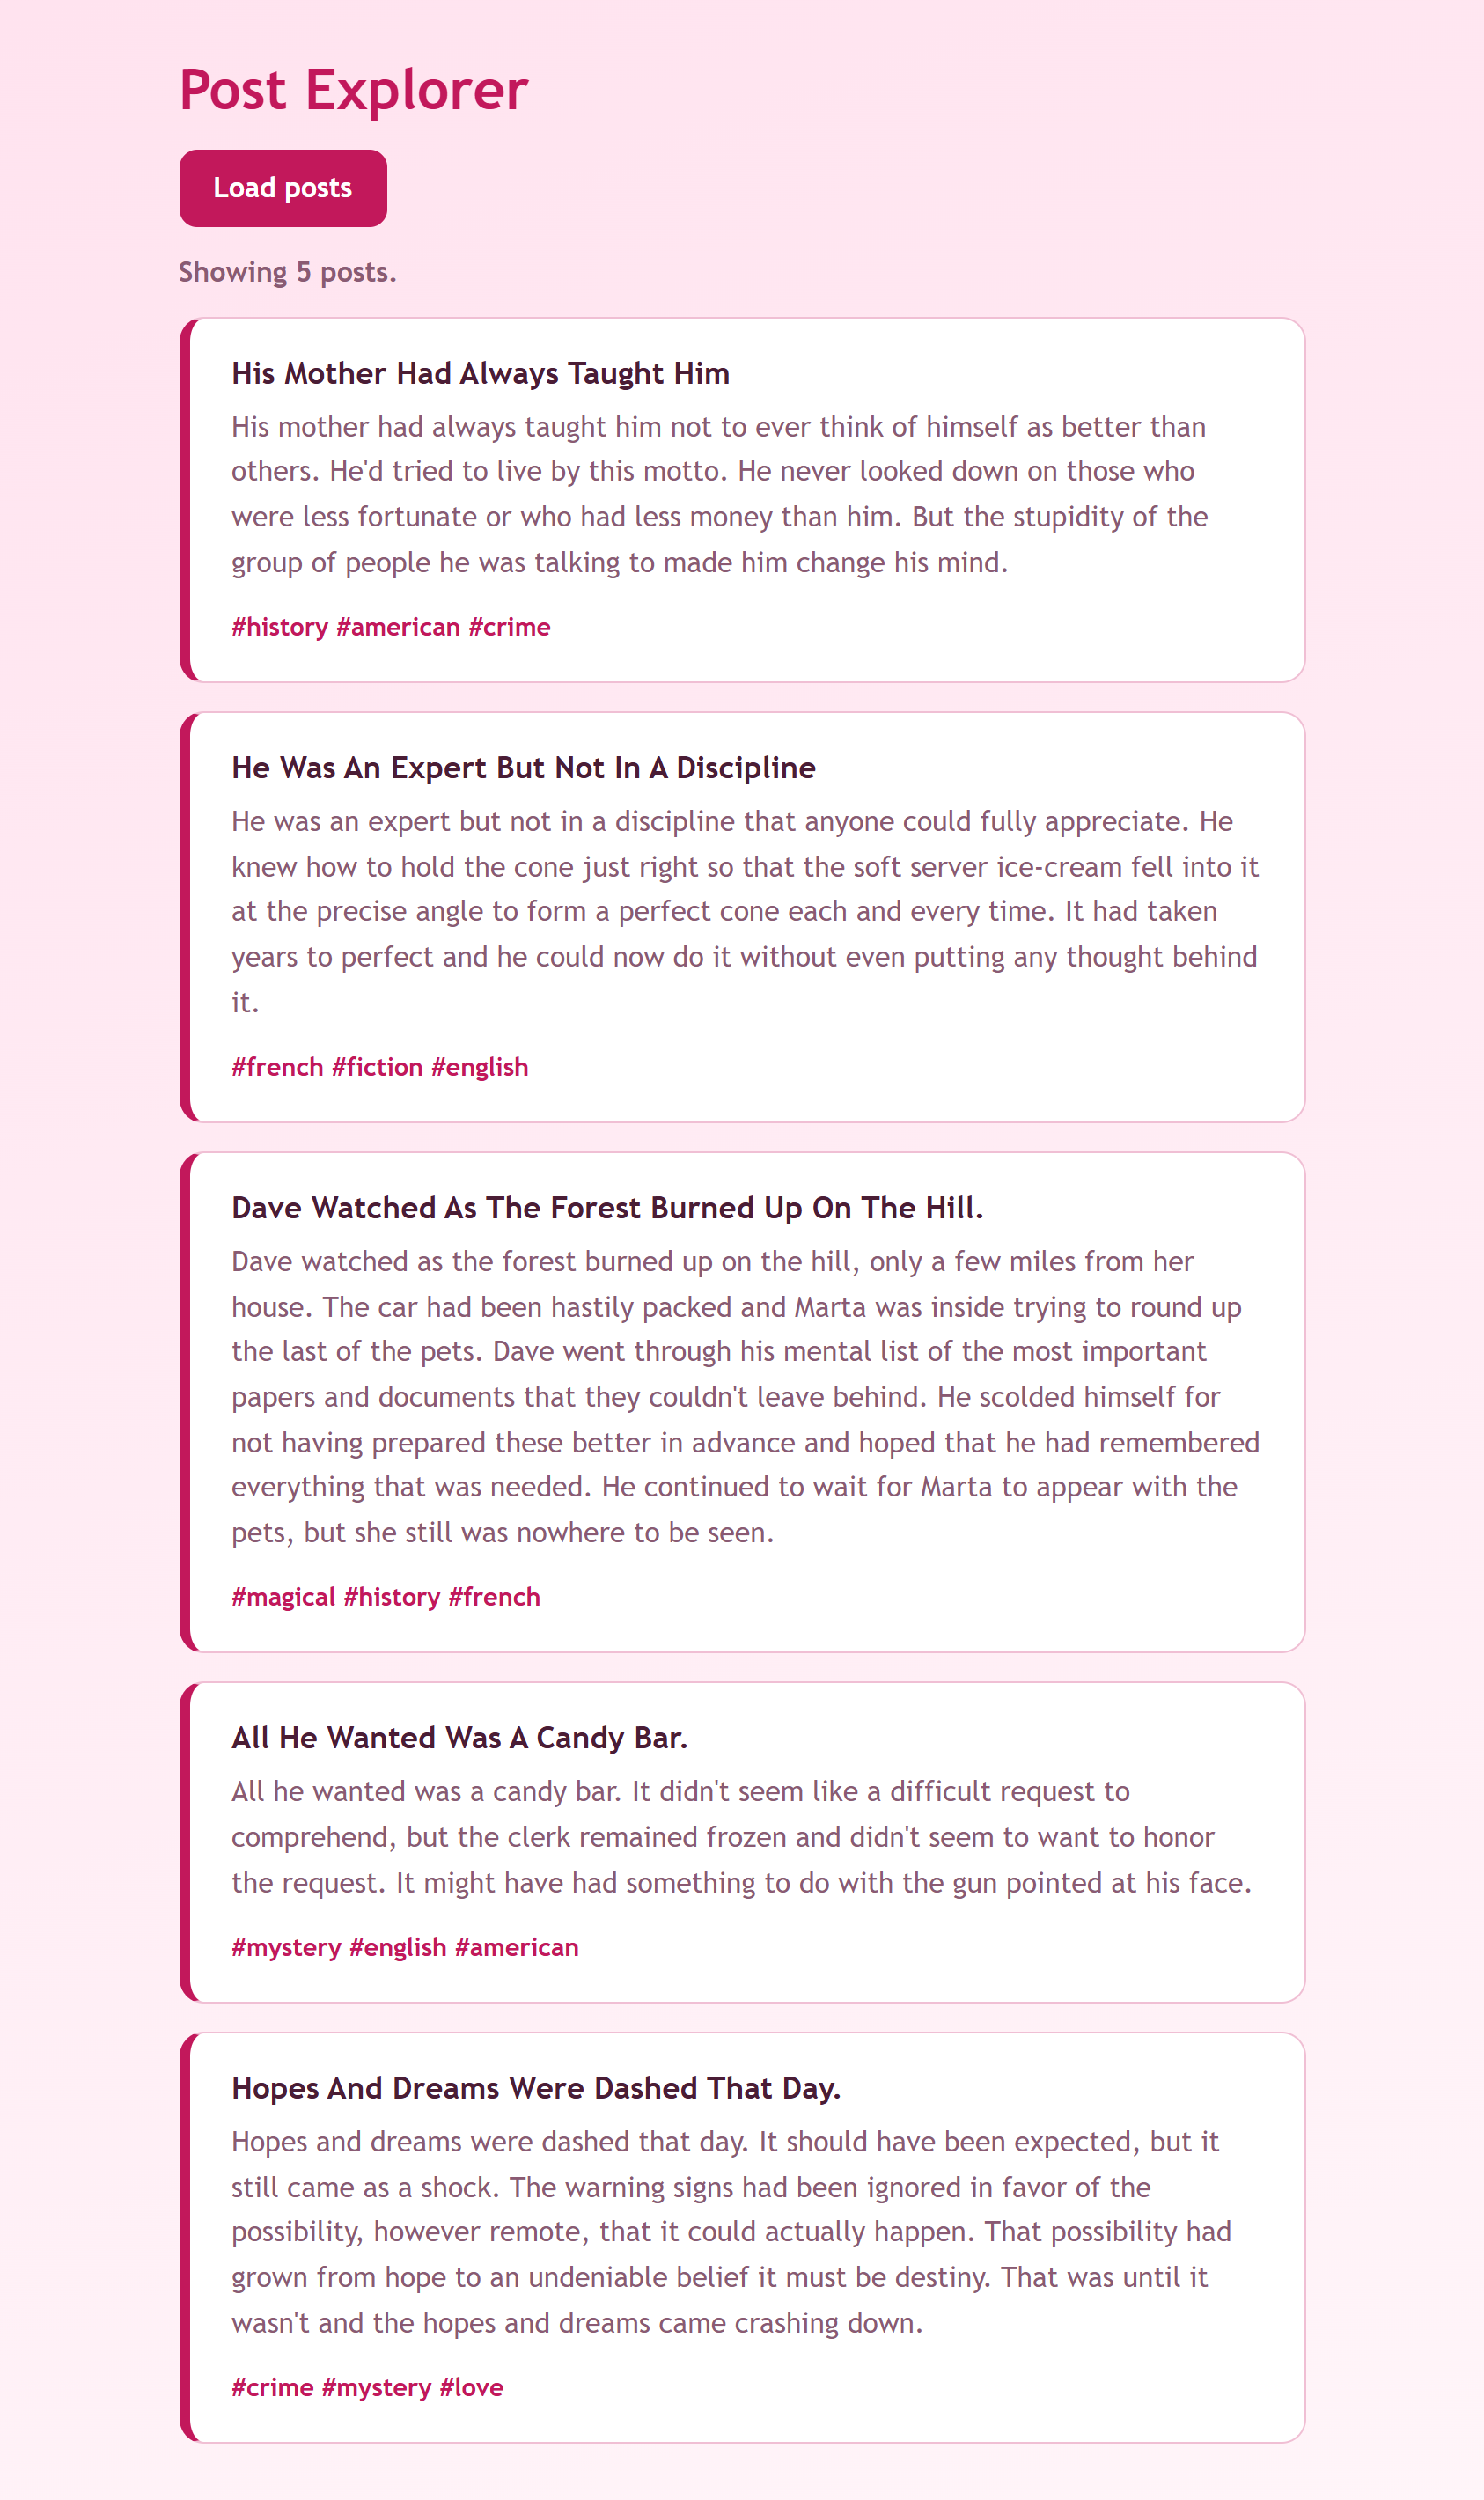 Post Explorer
Load posts
Showing 5 posts.
His Mother Had Always Taught Him
His mother had always taught him not to ever think of himself as better than
others. He'd tried to live by this motto. He never looked down on those who
were less fortunate or who had less money than him. But the stupidity of the
group of people he was talking to made him change his mind.
#history #american #crime
He Was An Expert But Not In A Discipline
He was an expert but not in a discipline that anyone could fully appreciate. He
knew how to hold the cone just right so that the soft server ice-cream fell into it
at the precise angle to form a perfect cone each and every time. It had taken
years to perfect and he could now do it without even putting any thought behind
it.
#french #fiction #english
Dave Watched As The Forest Burned Up On The Hill.
Dave watched as the forest burned up on the hill, only a few miles from her
house. The car had been hastily packed and Marta was inside trying to round up
the last of the pets. Dave went through his mental list of the most important
papers and documents that they couldn't leave behind. He scolded himself for
not having prepared these better in advance and hoped that he had remembered
everything that was needed. He continued to wait for Marta to appear with the
pets, but she still was nowhere to be seen.
#magical #history #french
All He Wanted Was A Candy Bar.
All he wanted was a candy bar. It didn't seem like a difficult request to
comprehend, but the clerk remained frozen and didn't seem to want to honor
the request. It might have had something to do with the gun pointed at his face.
#mystery #english #american
Hopes And Dreams Were Dashed That Day.
Hopes and dreams were dashed that day. It should have been expected, but it
still came as a shock. The warning signs had been ignored in favor of the
possibility, however remote, that it could actually happen. That possibility had
grown from hope to an undeniable belief it must be destiny. That was until it
wasn't and the hopes and dreams came crashing down.
#crime #mystery #love